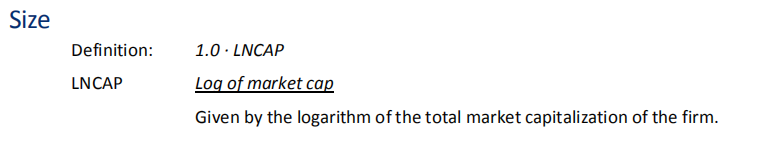 Size
Definition: 1.0 · LNCAP
LNCAP Log of market cap
Given by the logarithm of the total market capitalization of the firm.